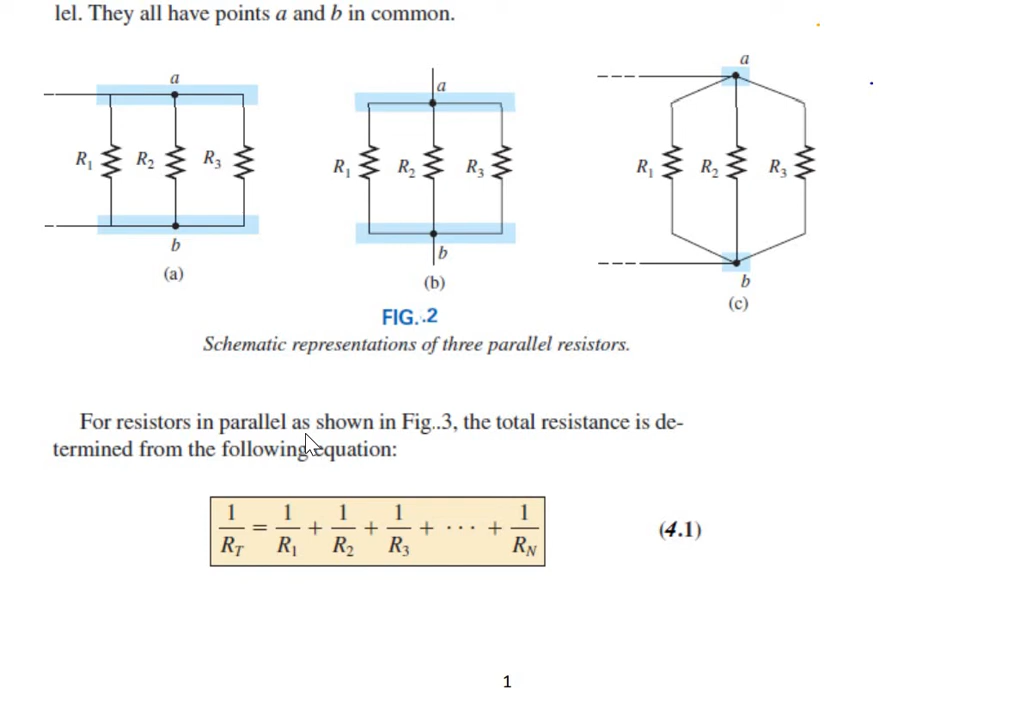 lel. They all have points a and b in common.
a
R1 R2 R3
b
(a)
a
R1 R2 R3
b
(b)
a
R1 R2 R3
b
(c)
FIG..2
Schematic representations of three parallel resistors.
For resistors in parallel as shown in Fig..3, the total resistance is de-
termined from the following equation:
1/RT = 1/R1 + 1/R2 + 1/R3 + · · · + 1/RN (4.1)
1